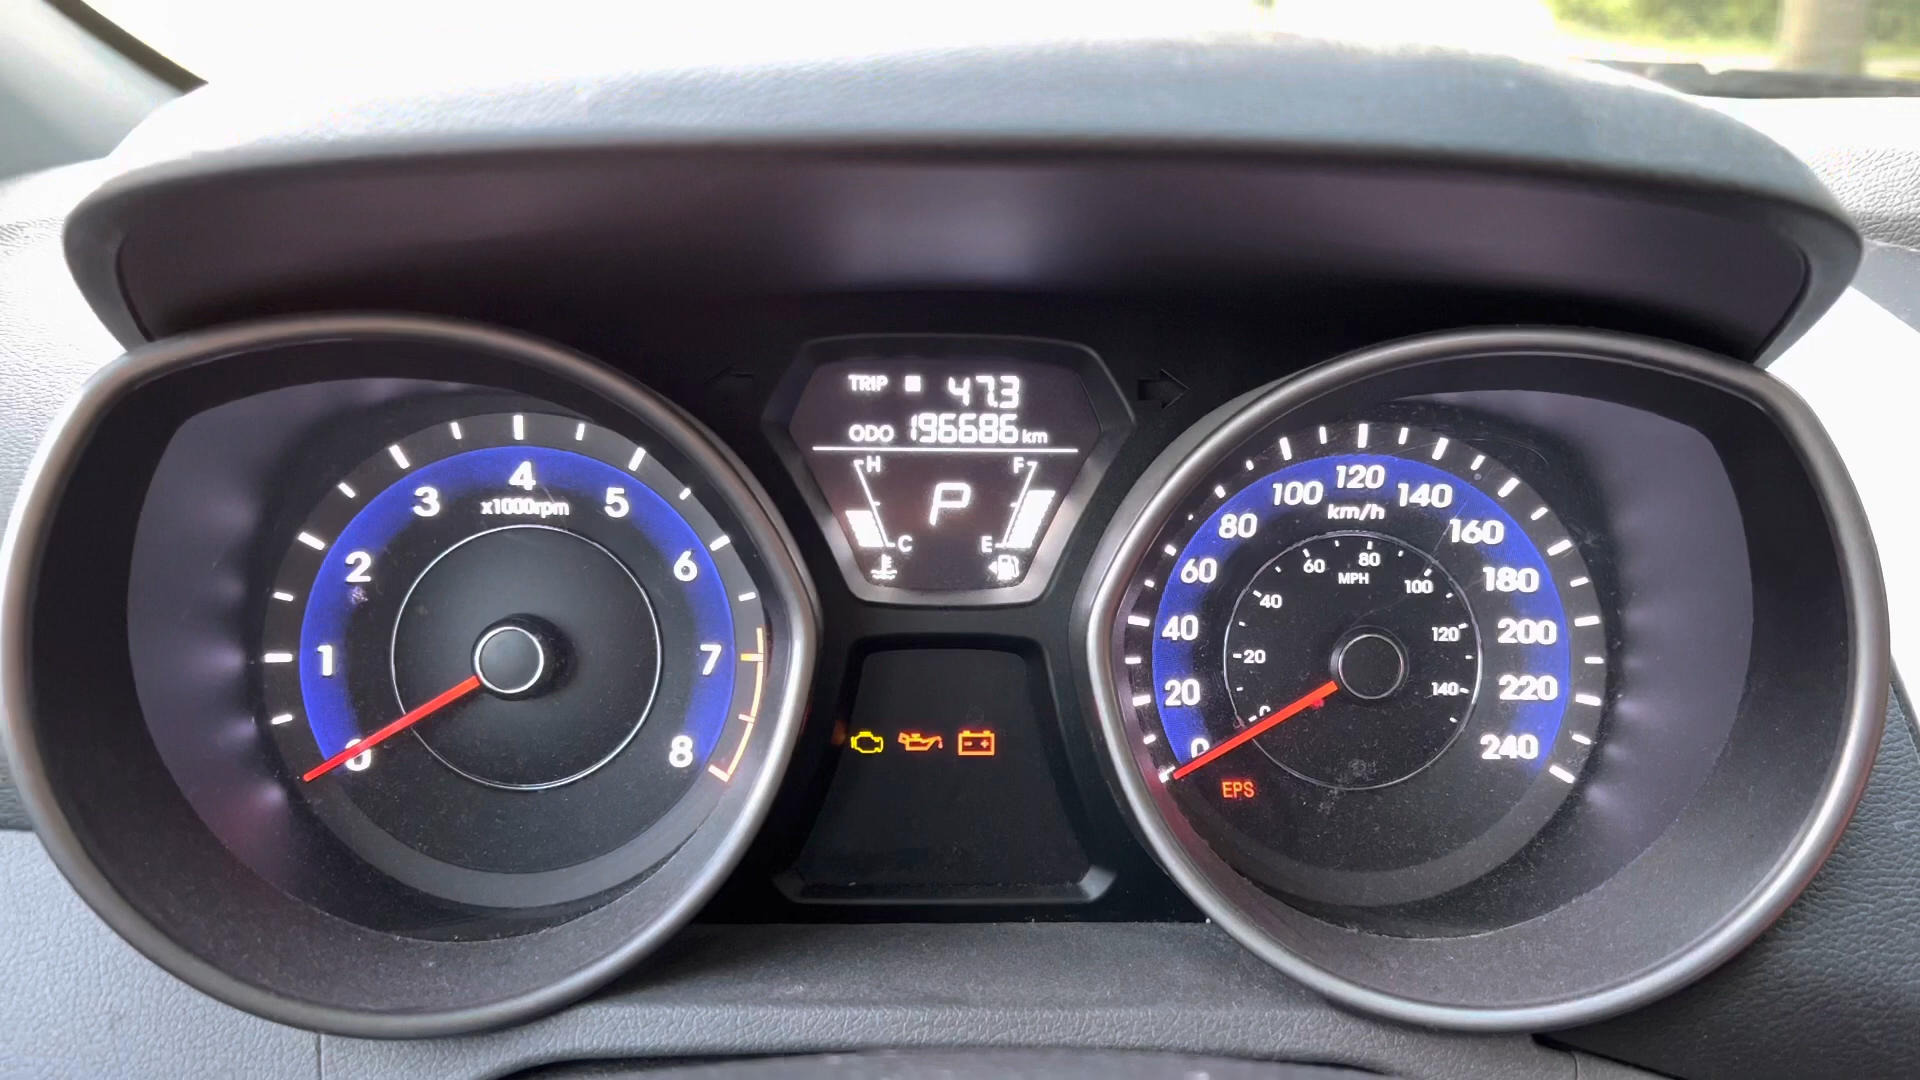 TRIP 47.3
ODO 196686 km
H F
P
C E
0 1 2 3 4 5 6 7 8
x1000rpm
0 20 40 60 80 100 120 140 160 180 200 220 240
km/h
0 20 40 60 80 100 120 140
MPH
EPS